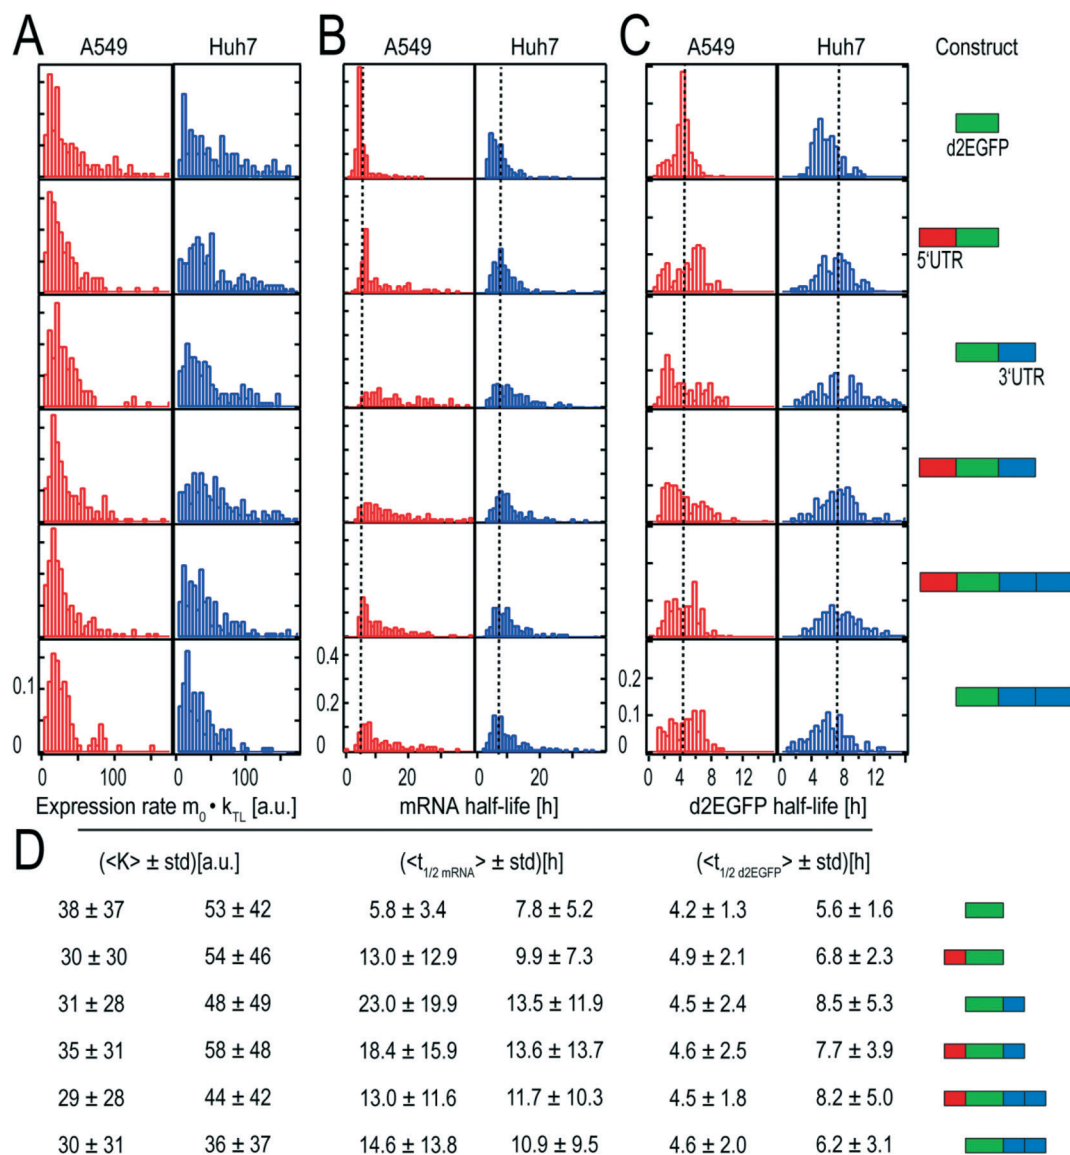 A B C
A549 Huh7 A549 Huh7 A549 Huh7 Construct
d2EGFP
5'UTR
3'UTR
0.4
0.1 0.2 0.2
0.1
0 0 0
0 100 0 100 0 20 0 20 0 4 8 12 0 4 8 12
Expression rate m₀ • k_TL [a.u.] mRNA half-life [h] d2EGFP half-life [h]
D (<K> ± std)[a.u.] (<t_1/2 mRNA> ± std)[h] (<t_1/2 d2EGFP> ± std)[h]
38 ± 37 53 ± 42 5.8 ± 3.4 7.8 ± 5.2 4.2 ± 1.3 5.6 ± 1.6
30 ± 30 54 ± 46 13.0 ± 12.9 9.9 ± 7.3 4.9 ± 2.1 6.8 ± 2.3
31 ± 28 48 ± 49 23.0 ± 19.9 13.5 ± 11.9 4.5 ± 2.4 8.5 ± 5.3
35 ± 31 58 ± 48 18.4 ± 15.9 13.6 ± 13.7 4.6 ± 2.5 7.7 ± 3.9
29 ± 28 44 ± 42 13.0 ± 11.6 11.7 ± 10.3 4.5 ± 1.8 8.2 ± 5.0
30 ± 31 36 ± 37 14.6 ± 13.8 10.9 ± 9.5 4.6 ± 2.0 6.2 ± 3.1